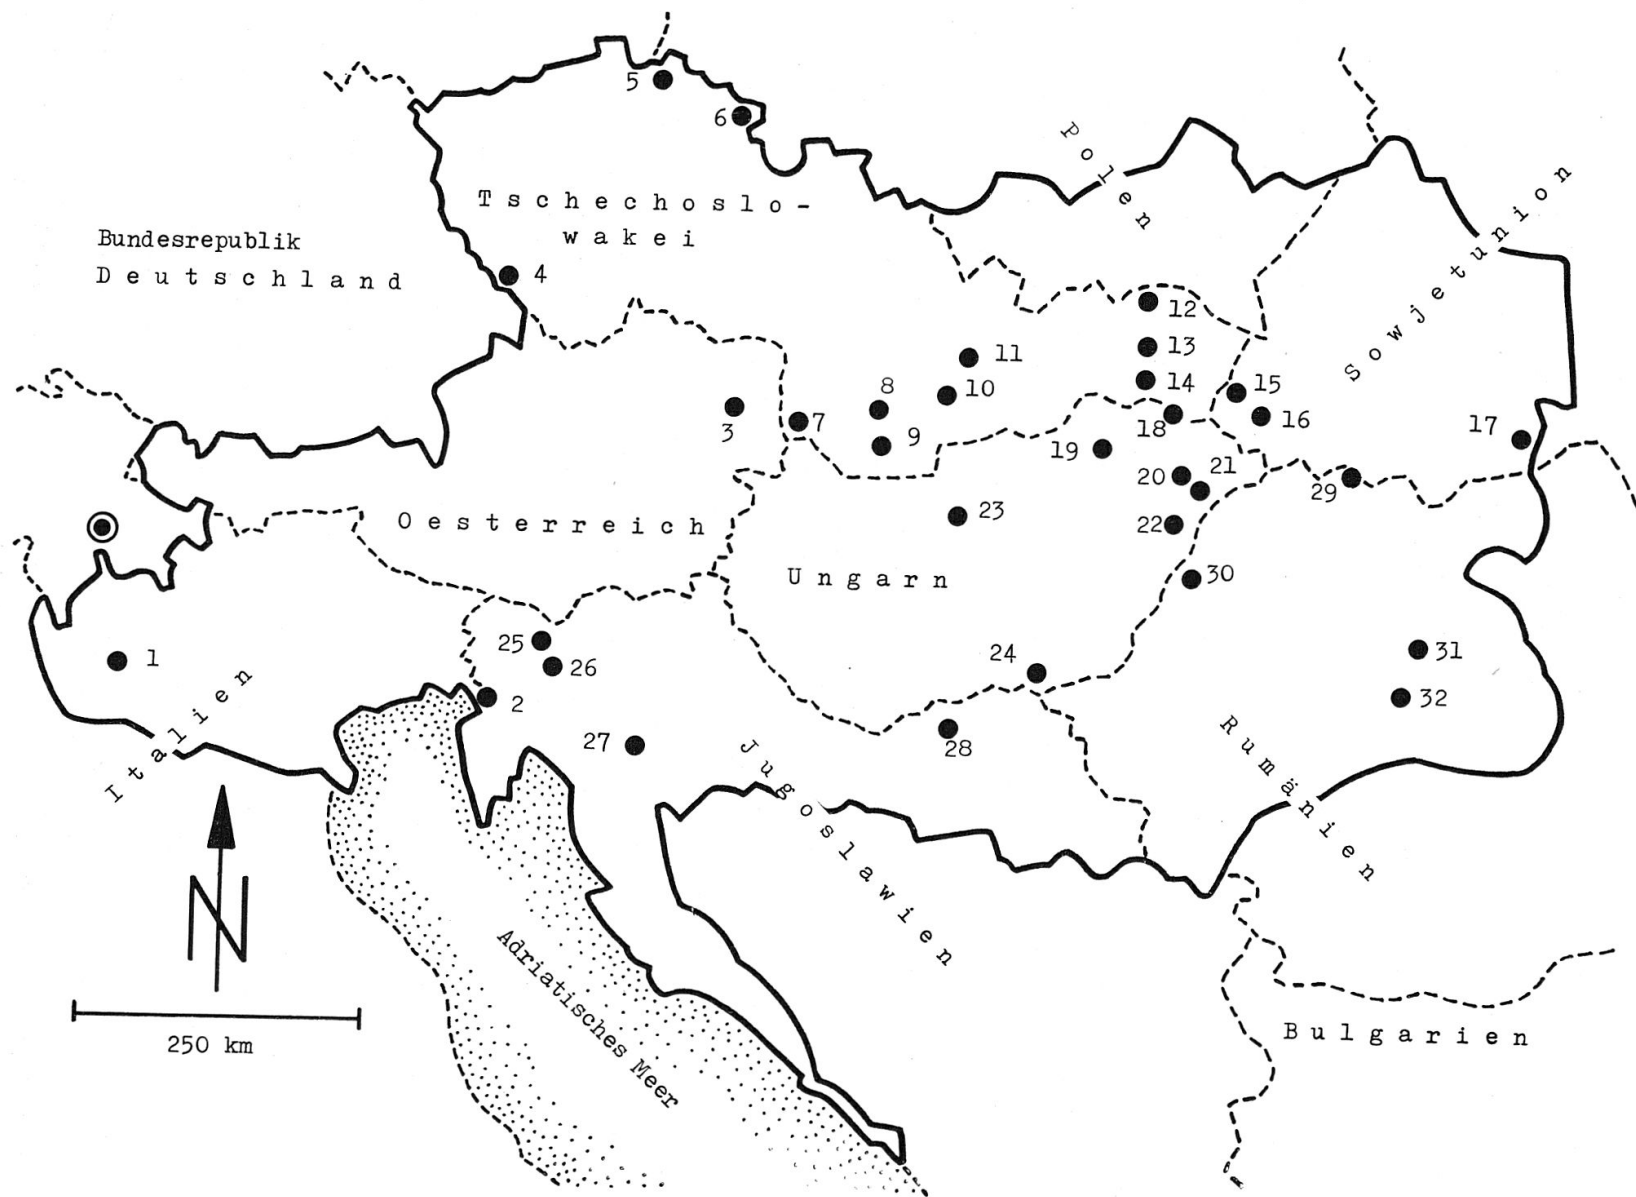 5
6
Polen
Tschechoslo-
wakei
Bundesrepublik
Deutschland
4
Sowjetunion
12
13
11
8
10
14
15
3
7
9
18
16
17
19
20
21
29
23
22
Oesterreich
Ungarn
30
25
26
24
1
2
31
32
Italien
27
28
Jugoslawien
Rumänien
N
250 km
Adriatisches Meer
Bulgarien